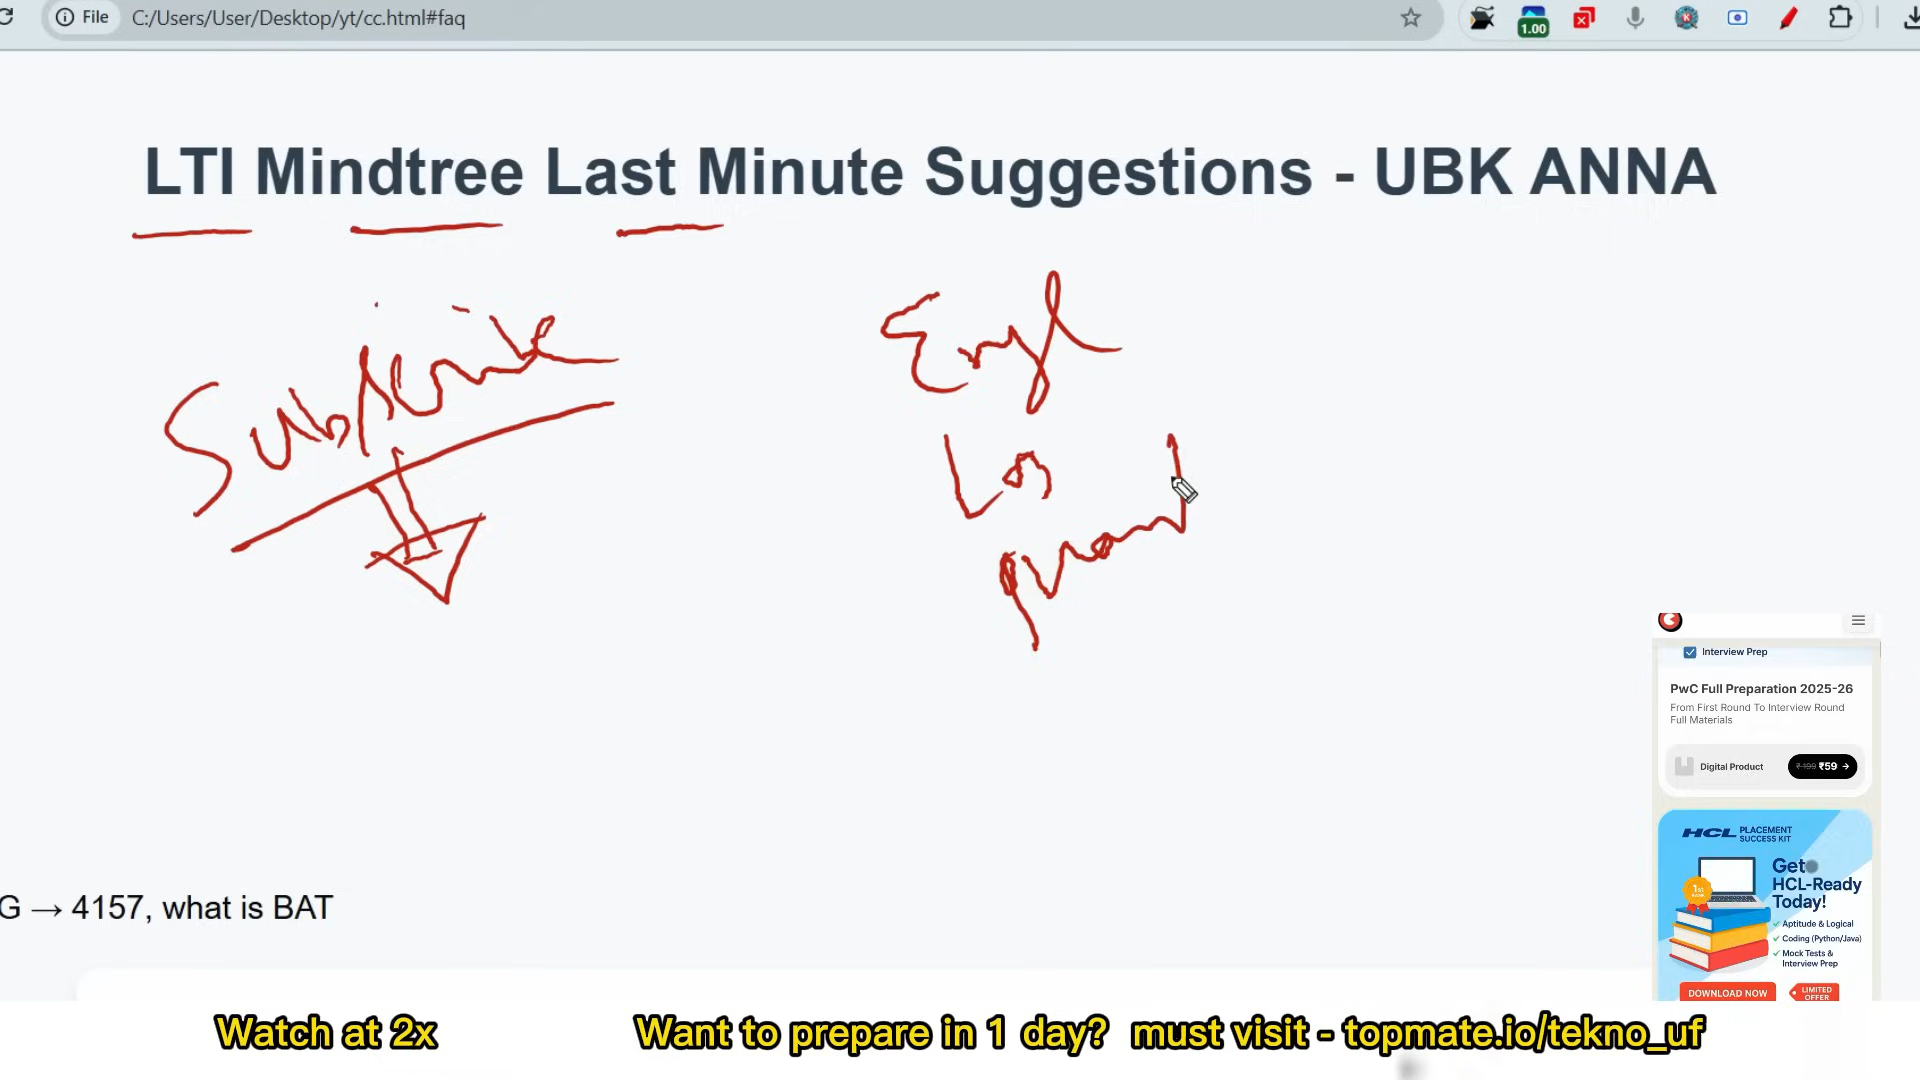 File C:/Users/User/Desktop/yt/cc.html#faq
1.00
LTI Mindtree Last Minute Suggestions - UBK ANNA
Engl
Interview Prep
PwC Full Preparation 2025-26
From First Round To Interview Round
Full Materials
Digital Product ₹ 199 ₹59 →
HCL PLACEMENT
SUCCESS KIT
Get
HCL-Ready
Today!
1st
✓ Aptitude & Logical
✓ Coding (Python/Java)
✓ Mock Tests &
Interview Prep
DOWNLOAD NOW
LIMITED
OFFER
G → 4157, what is BAT
Watch at 2x Want to prepare in 1 day? must visit - topmate.io/tekno_uf